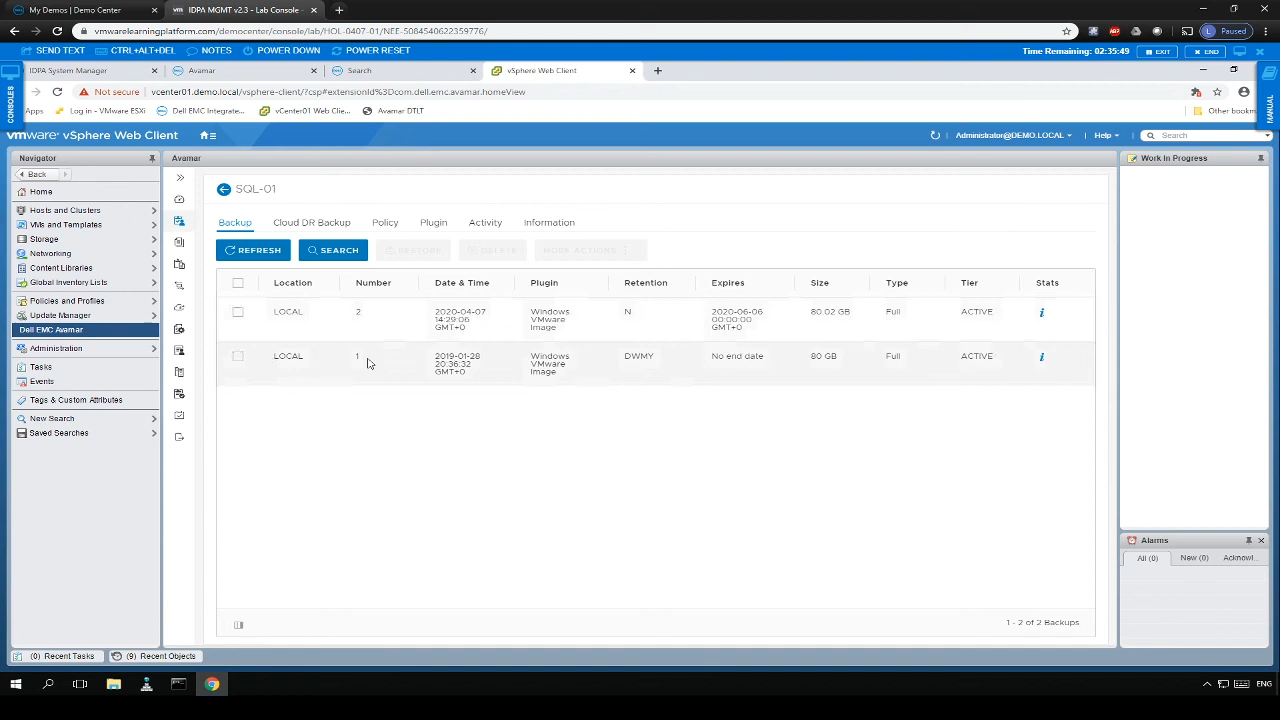 My Demos | Demo Center
IDPA MGMT v2.3 - Lab Console
L Paused
vmwarelearningplatform.com/democenter/console/lab/HOL-0407-01/NEE-5084540622359776/
SEND TEXT CTRL+ALT+DEL NOTES POWER DOWN POWER RESET
Time Remaining: 02:35:49 EXIT END
CONSOLES
MANUAL
IDPA System Manager Avamar Search vSphere Web Client
Not secure vcenter01.demo.local/vsphere-client/?csp#extensionId%3Dcom.dell.emc.avamar.homeView
Apps Log in - VMware ESXi Dell EMC Integrate... vCenter01 Web Clie... Avamar DTLT Other bookm
vmware® vSphere Web Client Administrator@DEMO.LOCAL Help Search
Navigator
Back
Home
Hosts and Clusters
VMs and Templates
Storage
Networking
Content Libraries
Global Inventory Lists
Policies and Profiles
Update Manager
Dell EMC Avamar
Administration
Tasks
Events
Tags & Custom Attributes
New Search
Saved Searches
Avamar
SQL-01
Backup Cloud DR Backup Policy Plugin Activity Information
REFRESH SEARCH RESTORE DELETE MORE ACTIONS
Location Number Date & Time Plugin Retention Expires Size Type Tier Stats
LOCAL 2 2020-04-07 14:29:06 GMT+0 Windows VMware Image N 2020-06-06 00:00:00 GMT+0 80.02 GB Full ACTIVE i
LOCAL 1 2019-01-28 20:36:32 GMT+0 Windows VMware Image DWMY No end date 80 GB Full ACTIVE i
1 - 2 of 2 Backups
Work In Progress
Alarms
All (0) New (0) Acknowl...
(0) Recent Tasks (9) Recent Objects
ENG